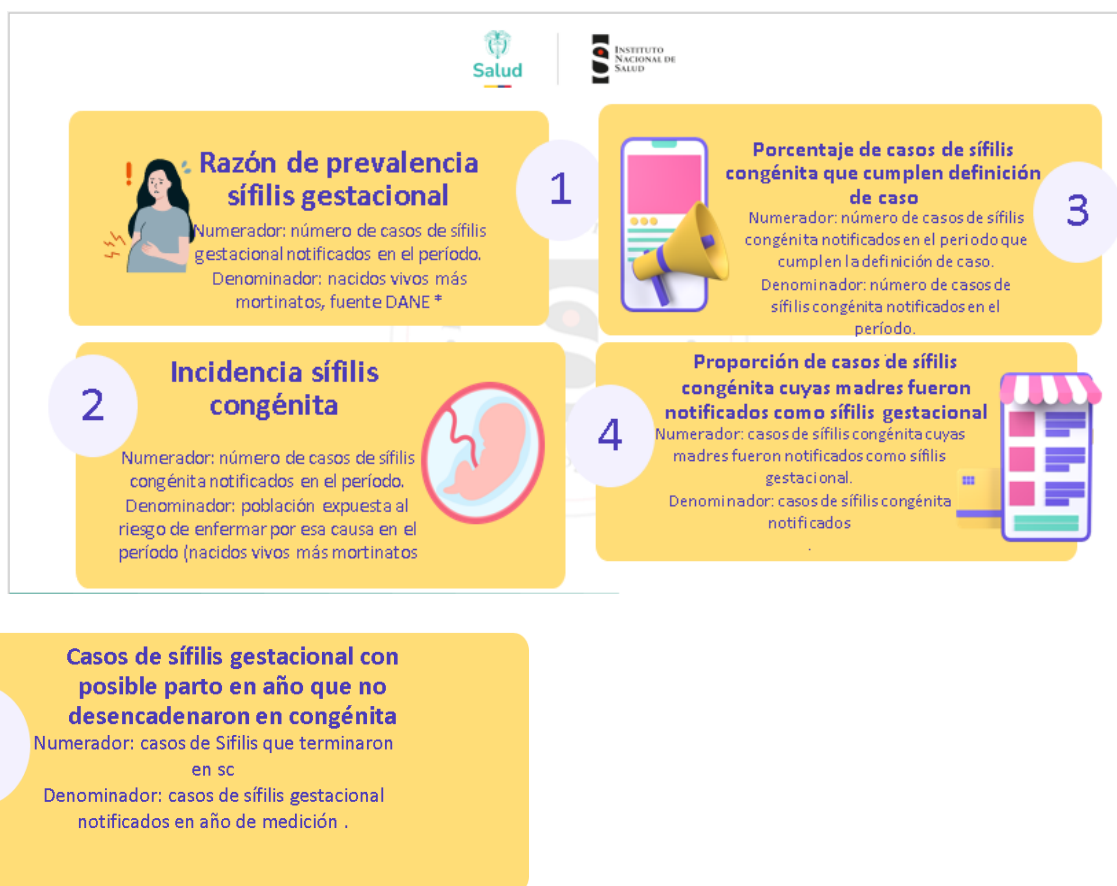 Salud
INSTITUTO
NACIONAL DE
SALUD
Razón de prevalencia
sífilis gestacional
Numerador: número de casos de sífilis
gestacional notificados en el período.
Denominador: nacidos vivos más
mortinatos, fuente DANE *
1
2
Incidencia sífilis
congénita
Numerador: número de casos de sífilis
congénita notificados en el período.
Denominador: población expuesta al
riesgo de enfermar por esa causa en el
período (nacidos vivos más mortinatos
Porcentaje de casos de sífilis
congénita que cumplen definición
de caso
Numerador: número de casos de sífilis
congénita notificados en el periodo que
cumplen la definición de caso.
Denominador: número de casos de
sífilis congénita notificados en el
período.
3
4
Proporción de casos de sífilis
congénita cuyas madres fueron
notificados como sífilis gestacional
Numerador: casos de sífilis congénita cuyas
madres fueron notificados como sífilis
gestacional.
Denominador: casos de sífilis congénita
notificados
.
Casos de sífilis gestacional con
posible parto en año que no
desencadenaron en congénita
Numerador: casos de Sifilis que terminaron
en sc
Denominador: casos de sífilis gestacional
notificados en año de medición .